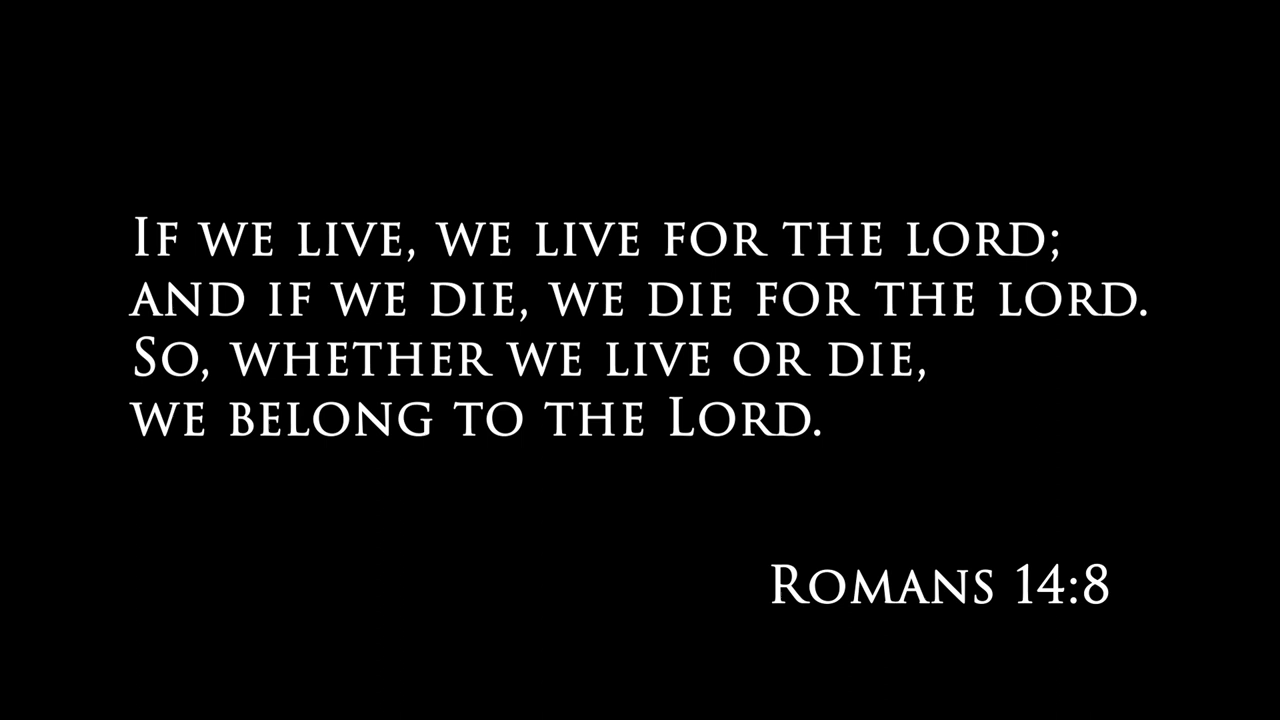 If we live, we live for the lord;
and if we die, we die for the lord.
So, whether we live or die,
we belong to the Lord.
Romans 14:8